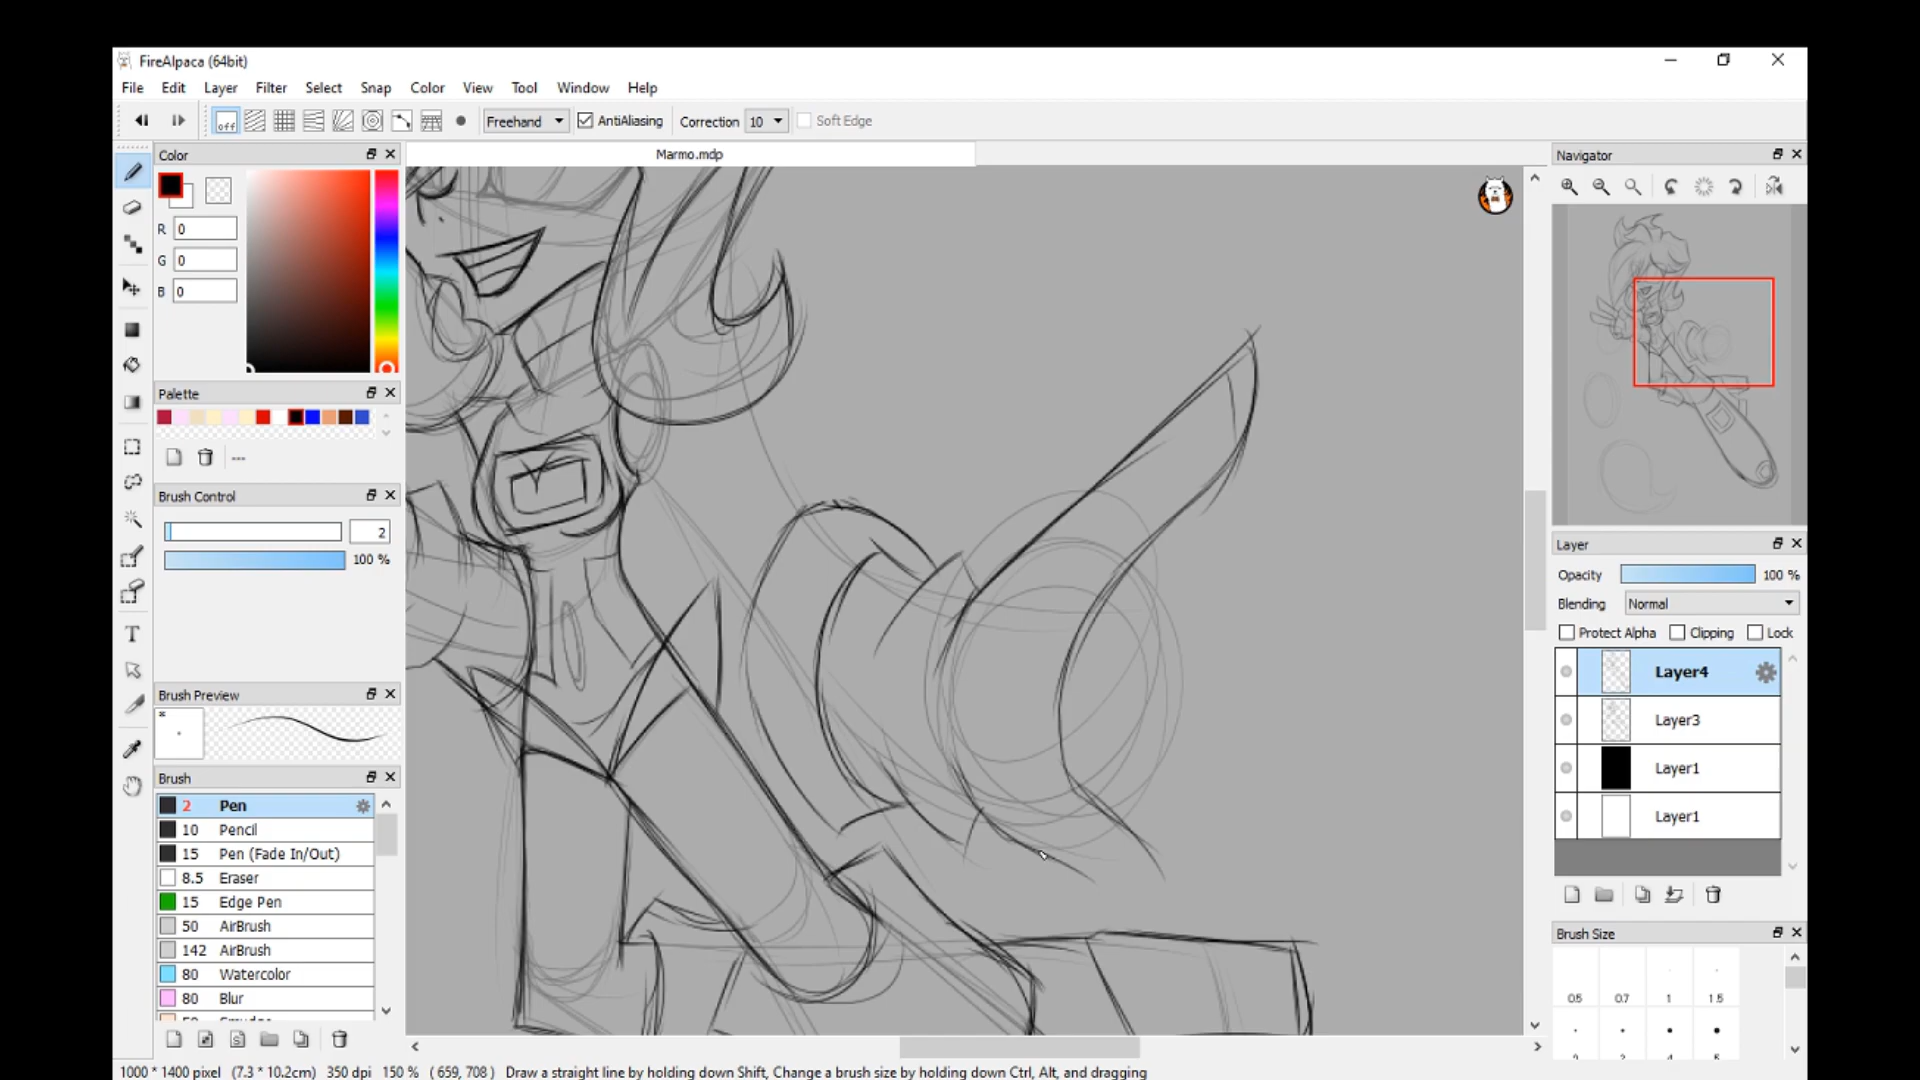 FireAlpaca (64bit)
File Edit Layer Filter Select Snap Color View Tool Window Help
off Freehand AntiAliasing Correction 10 Soft Edge
Color
Marmo.mdp
Navigator
R 0
G 0
B 0
Palette
---
Brush Control
2
100 %
Layer
Opacity 100 %
Blending Normal
Protect Alpha Clipping Lock
Layer4
Layer3
Layer1
Layer1
Brush Preview
Brush
2 Pen
10 Pencil
15 Pen (Fade In/Out)
8.5 Eraser
15 Edge Pen
50 AirBrush
142 AirBrush
80 Watercolor
80 Blur
Brush Size
0.5 0.7 1 1.5
1000 * 1400 pixel (7.3 * 10.2cm) 350 dpi 150 % ( 659, 708 ) Draw a straight line by holding down Shift, Change a brush size by holding down Ctrl, Alt, and dragging